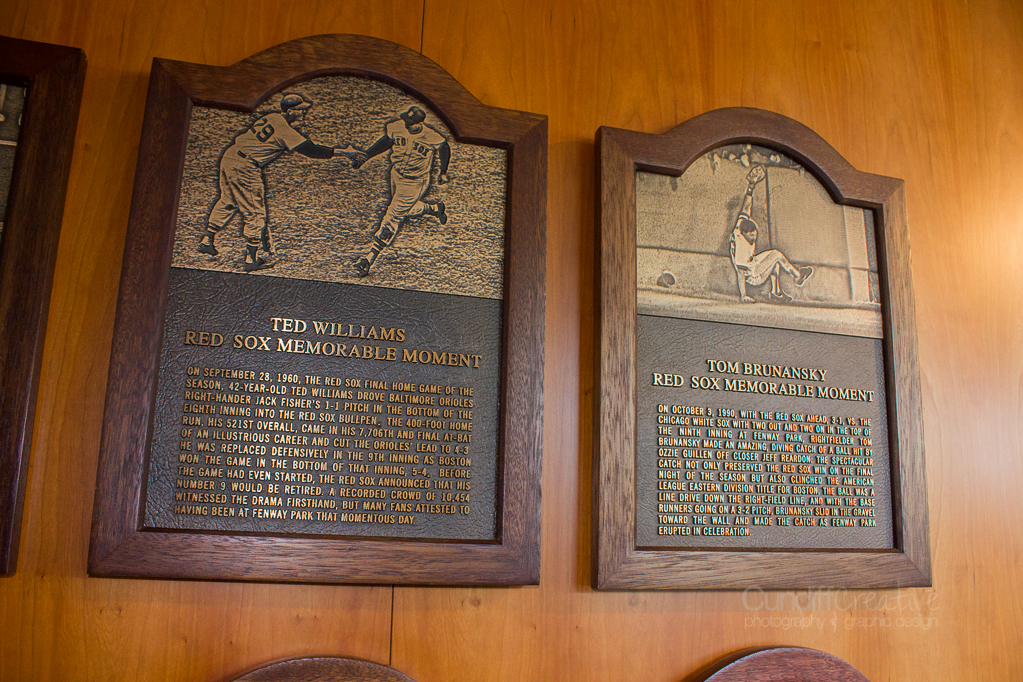 9
RED SOX
TED WILLIAMS
RED SOX MEMORABLE MOMENT
ON SEPTEMBER 28, 1960, THE RED SOX FINAL HOME GAME OF THE
SEASON, 42-YEAR-OLD TED WILLIAMS DROVE BALTIMORE ORIOLES
RIGHT-HANDER JACK FISHER'S 1-1 PITCH IN THE BOTTOM OF THE
EIGHTH INNING INTO THE RED SOX BULLPEN. THE 400-FOOT HOME
RUN, HIS 521ST OVERALL, CAME IN HIS 7,706TH AND FINAL AT-BAT
OF AN ILLUSTRIOUS CAREER AND CUT THE ORIOLES' LEAD TO 4-3
HE WAS REPLACED DEFENSIVELY IN THE 9TH INNING AS BOSTON
WON THE GAME IN THE BOTTOM OF THAT INNING, 5-4. BEFORE
THE GAME HAD EVEN STARTED, THE RED SOX ANNOUNCED THAT HIS
NUMBER 9 WOULD BE RETIRED. A RECORDED CROWD OF 10,454
WITNESSED THE DRAMA FIRSTHAND, BUT MANY FANS ATTESTED TO
HAVING BEEN AT FENWAY PARK THAT MOMENTOUS DAY.
TOM BRUNANSKY
RED SOX MEMORABLE MOMENT
ON OCTOBER 3, 1990, WITH THE RED SOX AHEAD, 3-1, VS. THE
CHICAGO WHITE SOX WITH TWO OUT AND TWO ON IN THE TOP OF
THE NINTH INNING AT FENWAY PARK, RIGHTFIELDER TOM
BRUNANSKY MADE AN AMAZING, DIVING CATCH OF A BALL HIT BY
OZZIE GUILLEN OFF CLOSER JEFF REARDON. THE SPECTACULAR
CATCH NOT ONLY PRESERVED THE RED SOX WIN ON THE FINAL
NIGHT OF THE SEASON BUT ALSO CLINCHED THE AMERICAN
LEAGUE EASTERN DIVISION TITLE FOR BOSTON. THE BALL WAS A
LINE DRIVE DOWN THE RIGHT-FIELD LINE, AND WITH THE BASE
RUNNERS GOING ON A 3-2 PITCH, BRUNANSKY SLID IN THE GRAVEL
TOWARD THE WALL AND MADE THE CATCH AS FENWAY PARK
ERUPTED IN CELEBRATION.
CundiffCreative
photography & graphic design